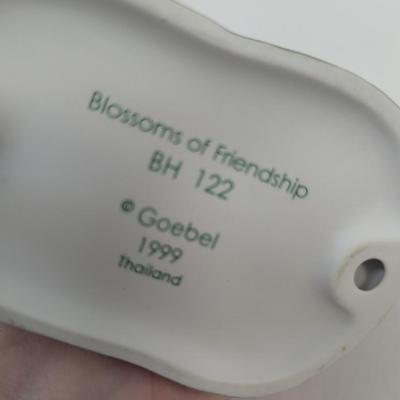 Blossoms of Friendship
BH 122
© Goebel
1999
Thailand